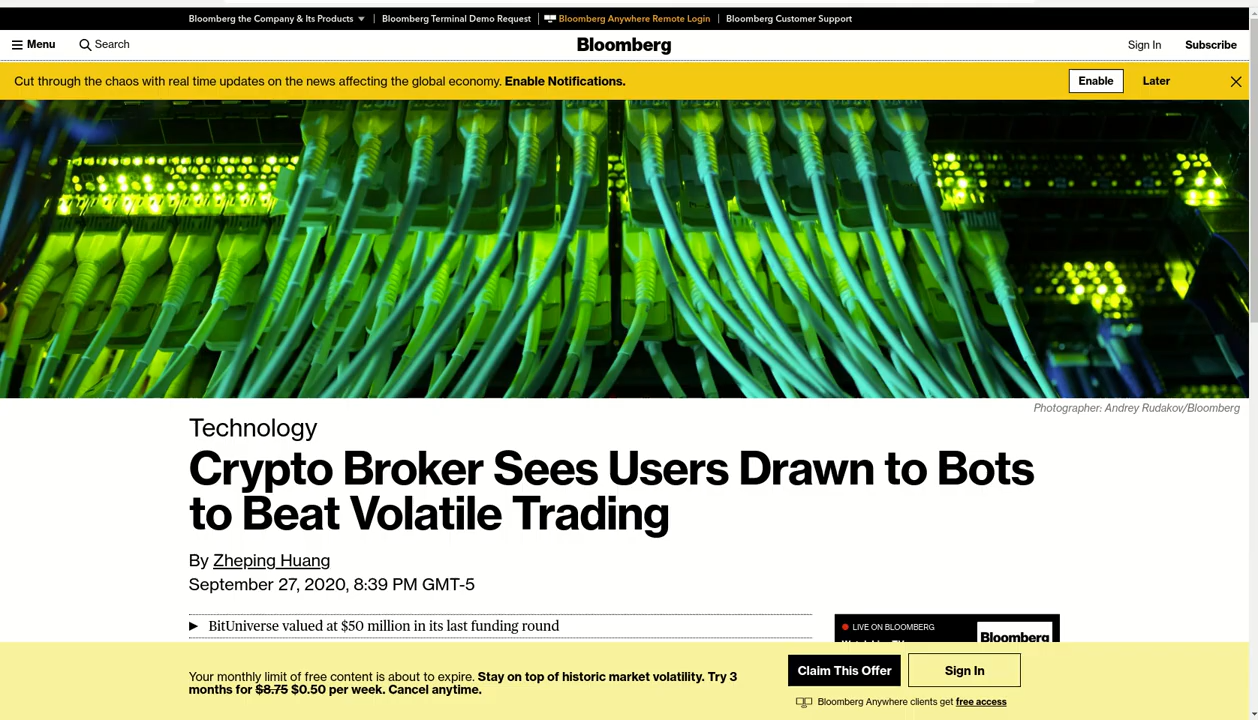 Bloomberg the Company & Its Products ▼ | Bloomberg Terminal Demo Request | Bloomberg Anywhere Remote Login | Bloomberg Customer Support
Menu Search Bloomberg Sign In Subscribe
Cut through the chaos with real time updates on the news affecting the global economy. Enable Notifications. Enable Later
Photographer: Andrey Rudakov/Bloomberg
Technology
Crypto Broker Sees Users Drawn to Bots
to Beat Volatile Trading
By Zheping Huang
September 27, 2020, 8:39 PM GMT-5
► BitUniverse valued at $50 million in its last funding round
LIVE ON BLOOMBERG
Bloomberg
Your monthly limit of free content is about to expire. Stay on top of historic market volatility. Try 3
months for $8.75 $0.50 per week. Cancel anytime.
Claim This Offer Sign In
Bloomberg Anywhere clients get free access